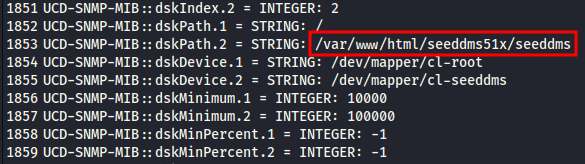 1851 UCD-SNMP-MIB::dskIndex.2 = INTEGER: 2
1852 UCD-SNMP-MIB::dskPath.1 = STRING: /
1853 UCD-SNMP-MIB::dskPath.2 = STRING: /var/www/html/seeddms51x/seeddms
1854 UCD-SNMP-MIB::dskDevice.1 = STRING: /dev/mapper/cl-root
1855 UCD-SNMP-MIB::dskDevice.2 = STRING: /dev/mapper/cl-seeddms
1856 UCD-SNMP-MIB::dskMinimum.1 = INTEGER: 10000
1857 UCD-SNMP-MIB::dskMinimum.2 = INTEGER: 100000
1858 UCD-SNMP-MIB::dskMinPercent.1 = INTEGER: -1
1859 UCD-SNMP-MIB::dskMinPercent.2 = INTEGER: -1